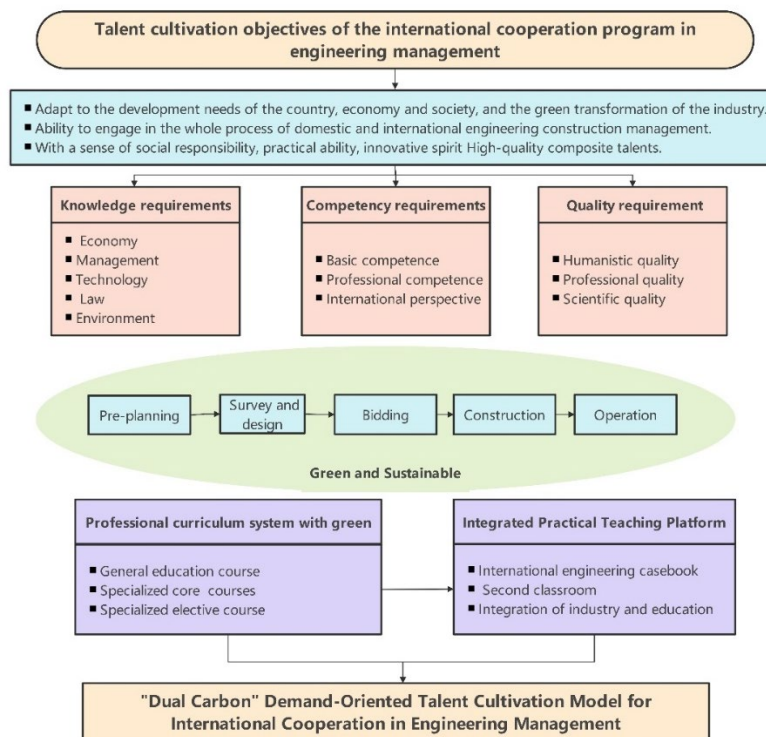 Talent cultivation objectives of the international cooperation program in
engineering management
■ Adapt to the development needs of the country, economy and society, and the green transformation of the industry.
■ Ability to engage in the whole process of domestic and international engineering construction management.
■ With a sense of social responsibility, practical ability, innovative spirit High-quality composite talents.
Knowledge requirements
■ Economy
■ Management
■ Technology
■ Law
■ Environment
Competency requirements
■ Basic competence
■ Professional competence
■ International perspective
Quality requirement
■ Humanistic quality
■ Professional quality
■ Scientific quality
Pre-planning
Survey and
design
Bidding
Construction
Operation
Green and Sustainable
Professional curriculum system with green
■ General education course
■ Specialized core courses
■ Specialized elective course
Integrated Practical Teaching Platform
■ International engineering casebook
■ Second classroom
■ Integration of industry and education
"Dual Carbon" Demand-Oriented Talent Cultivation Model for
International Cooperation in Engineering Management